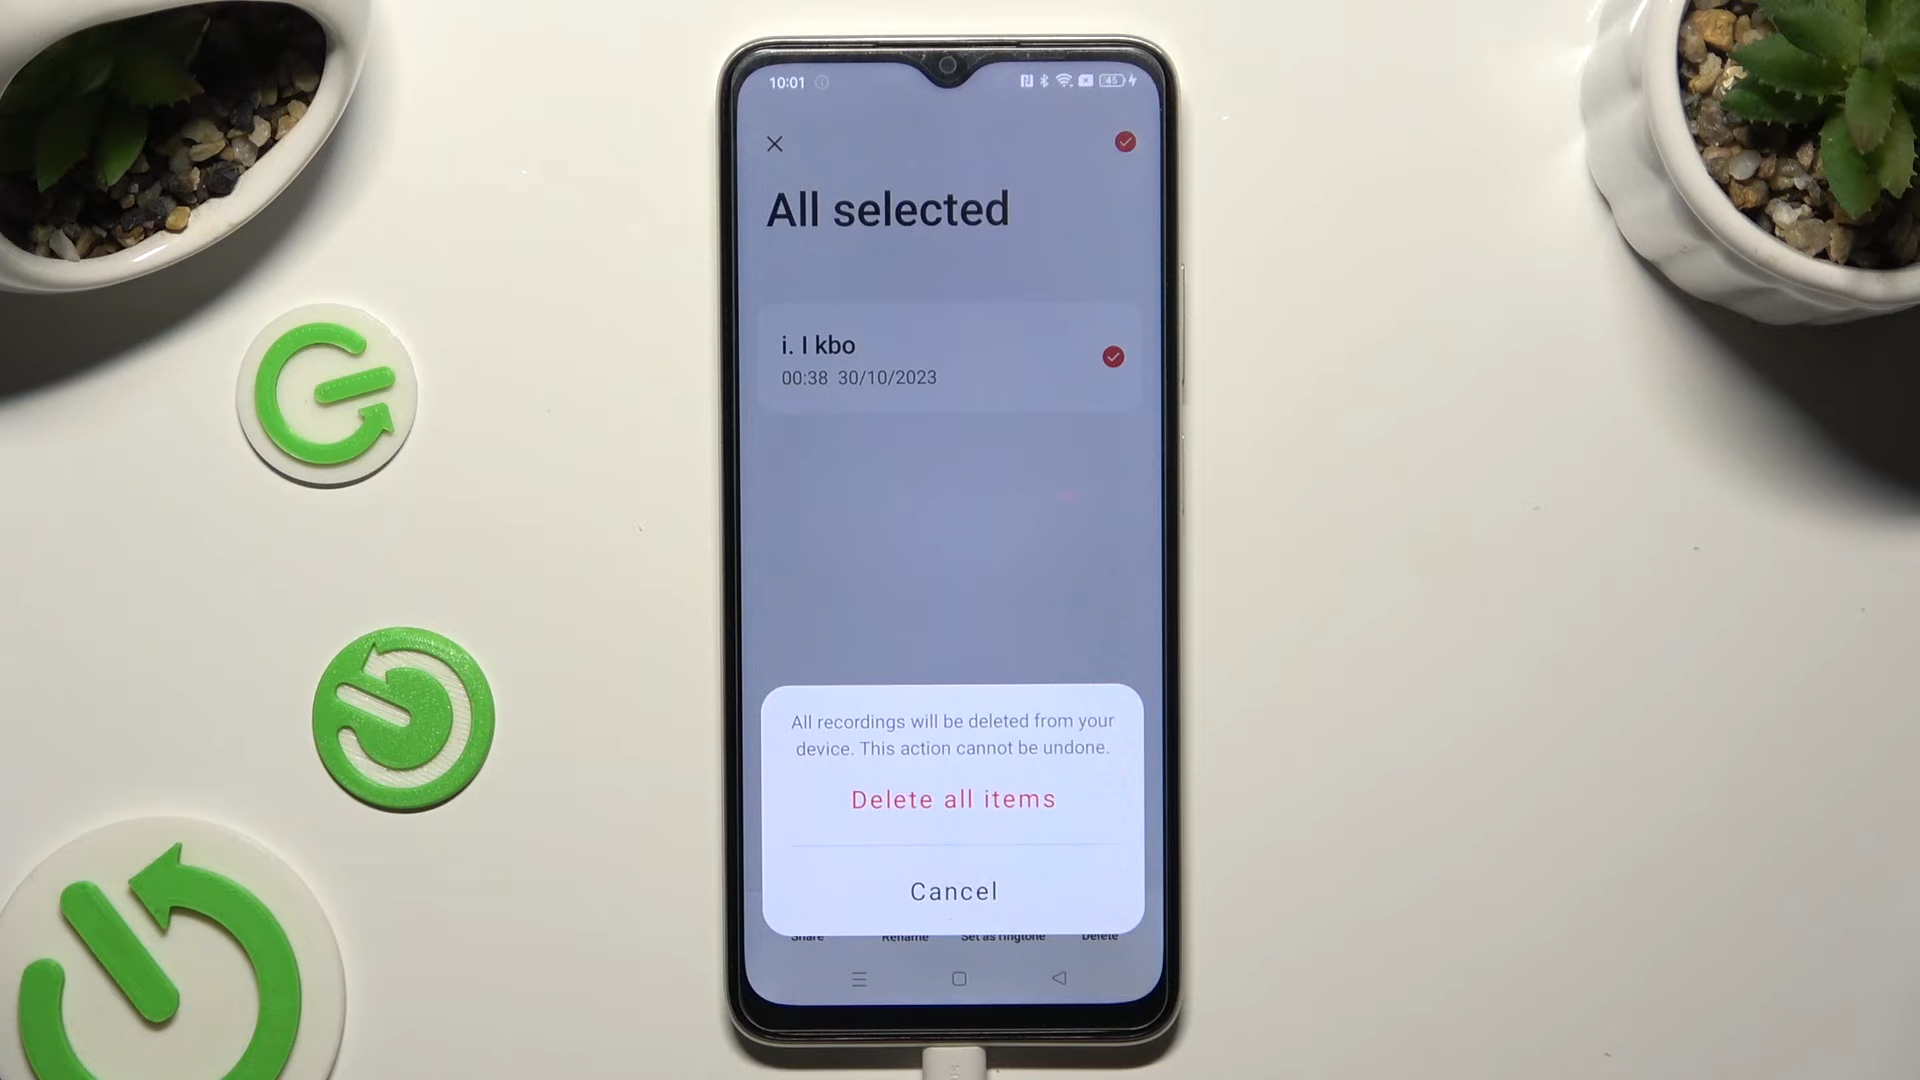 10:01
45
All selected
i. I kbo
00:38 30/10/2023
All recordings will be deleted from your
device. This action cannot be undone.
Delete all items
Cancel
Share Rename Set as ringtone Delete